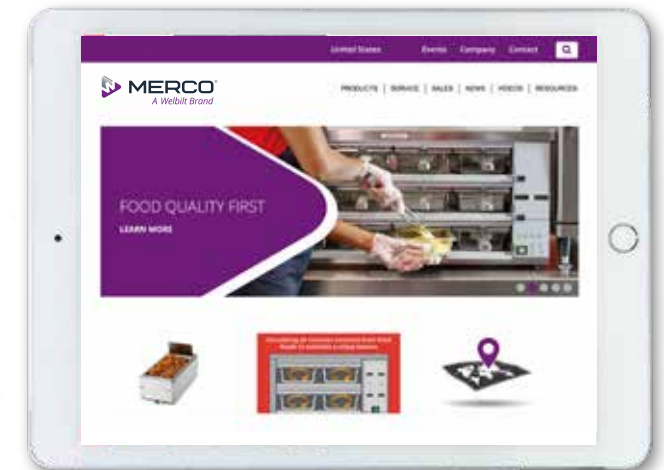 United States Events Company Contact
MERCO®
A Welbilt Brand
PRODUCTS | SERVICE | SALES | NEWS | VIDEOS | RESOURCES
FOOD QUALITY FIRST
LEARN MORE